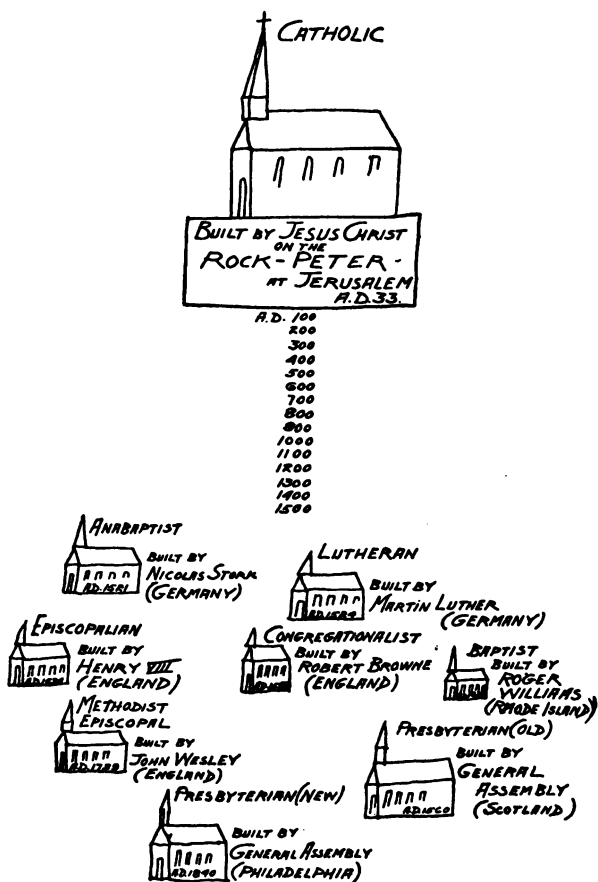 CATHOLIC
BUILT BY JESUS CHRIST
ON THE
ROCK-PETER-
AT JERUSALEM
A.D. 33.
A.D. 100
200
300
400
500
600
700
800
900
1000
1100
1200
1300
1400
1500
ANABAPTIST
BUILT BY
NICOLAS STORK
(GERMANY)
LUTHERAN
BUILT BY
MARTIN LUTHER
(GERMANY)
EPISCOPALIAN
BUILT BY
HENRY VIII
(ENGLAND)
CONGREGATIONALIST
BUILT BY
ROBERT BROWNE
(ENGLAND)
BAPTIST
BUILT BY
ROGER
WILLIAMS
(RHODE ISLAND)
METHODIST
EPISCOPAL
BUILT BY
JOHN WESLEY
(ENGLAND)
PRESBYTERIAN (OLD)
BUILT BY
GENERAL
ASSEMBLY
(SCOTLAND)
A.D. 1560
PRESBYTERIAN (NEW)
BUILT BY
GENERAL ASSEMBLY
(PHILADELPHIA)
A.D. 1840